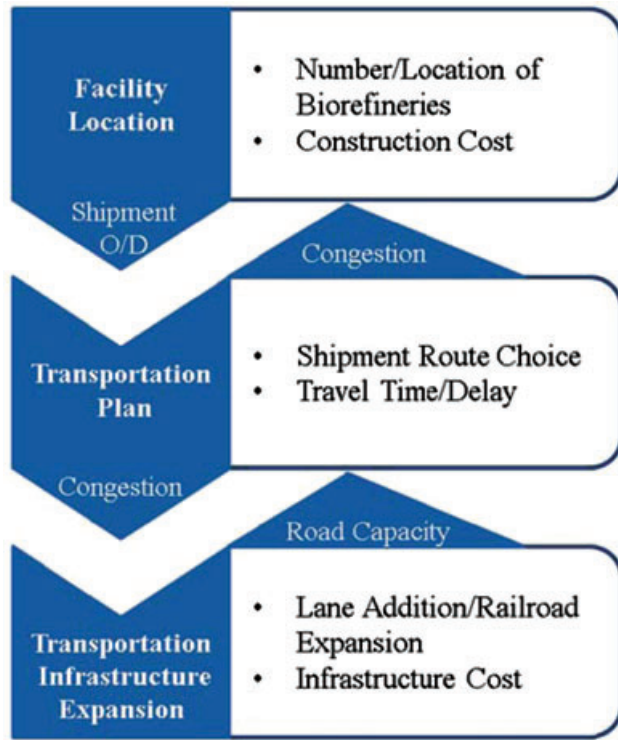 Facility
Location
• Number/Location of
Biorefineries
• Construction Cost
Shipment
O/D
Congestion
Transportation
Plan
• Shipment Route Choice
• Travel Time/Delay
Congestion
Road Capacity
Transportation
Infrastructure
Expansion
• Lane Addition/Railroad
Expansion
• Infrastructure Cost